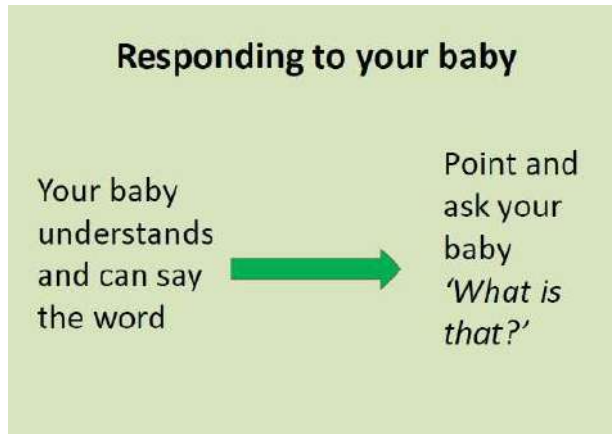 Responding to your baby
Your baby
understands
and can say
the word
Point and
ask your
baby
‘What is
that?’